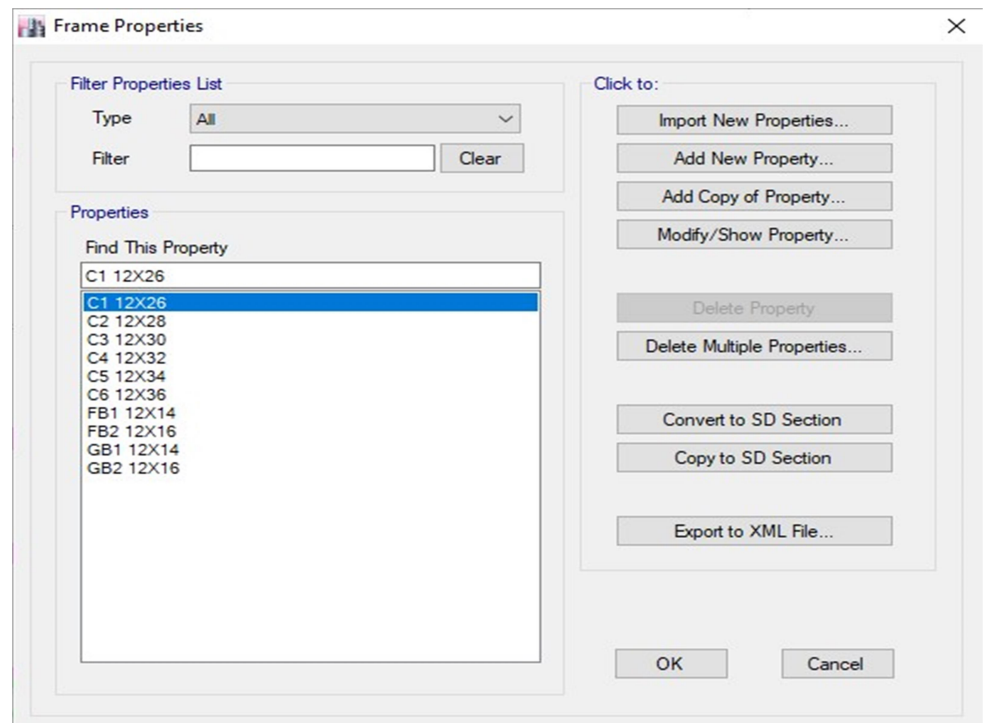 Frame Properties
Filter Properties List
Type
All
Filter
Clear
Properties
Find This Property
C1 12X26
C1 12X26
C2 12X28
C3 12X30
C4 12X32
C5 12X34
C6 12X36
FB1 12X14
FB2 12X16
GB1 12X14
GB2 12X16
Click to:
Import New Properties...
Add New Property...
Add Copy of Property...
Modify/Show Property...
Delete Property
Delete Multiple Properties...
Convert to SD Section
Copy to SD Section
Export to XML File...
OK
Cancel